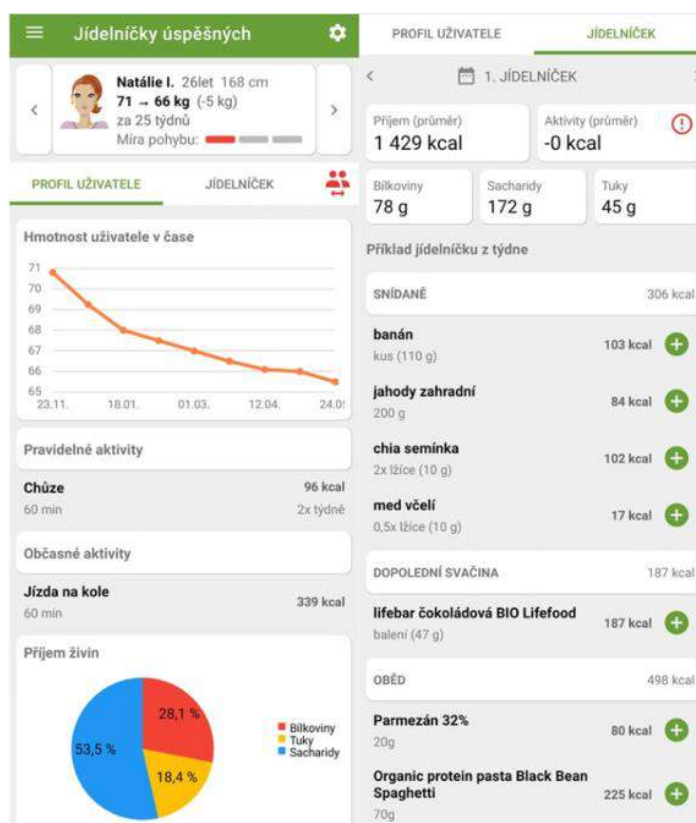 Jídelníčky úspěšných
Natálie I. 26let 168 cm
71 → 66 kg (-5 kg)
za 25 týdnů
Míra pohybu:
PROFIL UŽIVATELE JÍDELNÍČEK
Hmotnost uživatele v čase
71
70
69
68
67
66
65
23.11. 18.01. 01.03. 12.04.
Pravidelné aktivity
Chůze 96 kcal
60 min 2x týdně
Občasné aktivity
Jízda na kole 339 kcal
60 min
Příjem živin
28,1 %
53,5 %
18,4 %
Bílkoviny
Tuky
Sacharidy
PROFIL UŽIVATELE JÍDELNÍČEK
1. JÍDELNÍČEK
Příjem (průměr) Aktivity (průměr)
1 429 kcal -0 kcal
Bílkoviny Sacharidy Tuky
78 g 172 g 45 g
Příklad jídelníčku z týdne
SNÍDANĚ 306 kcal
banán 103 kcal
kus (110 g)
jahody zahradní 84 kcal
200 g
chia semínka 102 kcal
2x lžíce (10 g)
med včelí 17 kcal
0,5x lžíce (10 g)
DOPOLEDNÍ SVAČINA 187 kcal
lifebar čokoládová BIO Lifefood 187 kcal
balení (47 g)
OBĚD 498 kcal
Parmezán 32% 80 kcal
20g
Organic protein pasta Black Bean
Spaghetti 225 kcal
70g